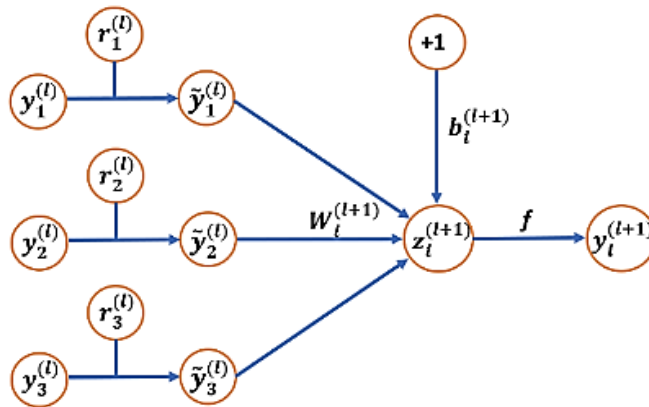 r_1^{(l)}
+1
y_1^{(l)}
ỹ_1^{(l)}
b_i^{(l+1)}
r_2^{(l)}
W_i^{(l+1)}
f
y_2^{(l)}
ỹ_2^{(l)}
z_i^{(l+1)}
y_i^{(l+1)}
r_3^{(l)}
y_3^{(l)}
ỹ_3^{(l)}